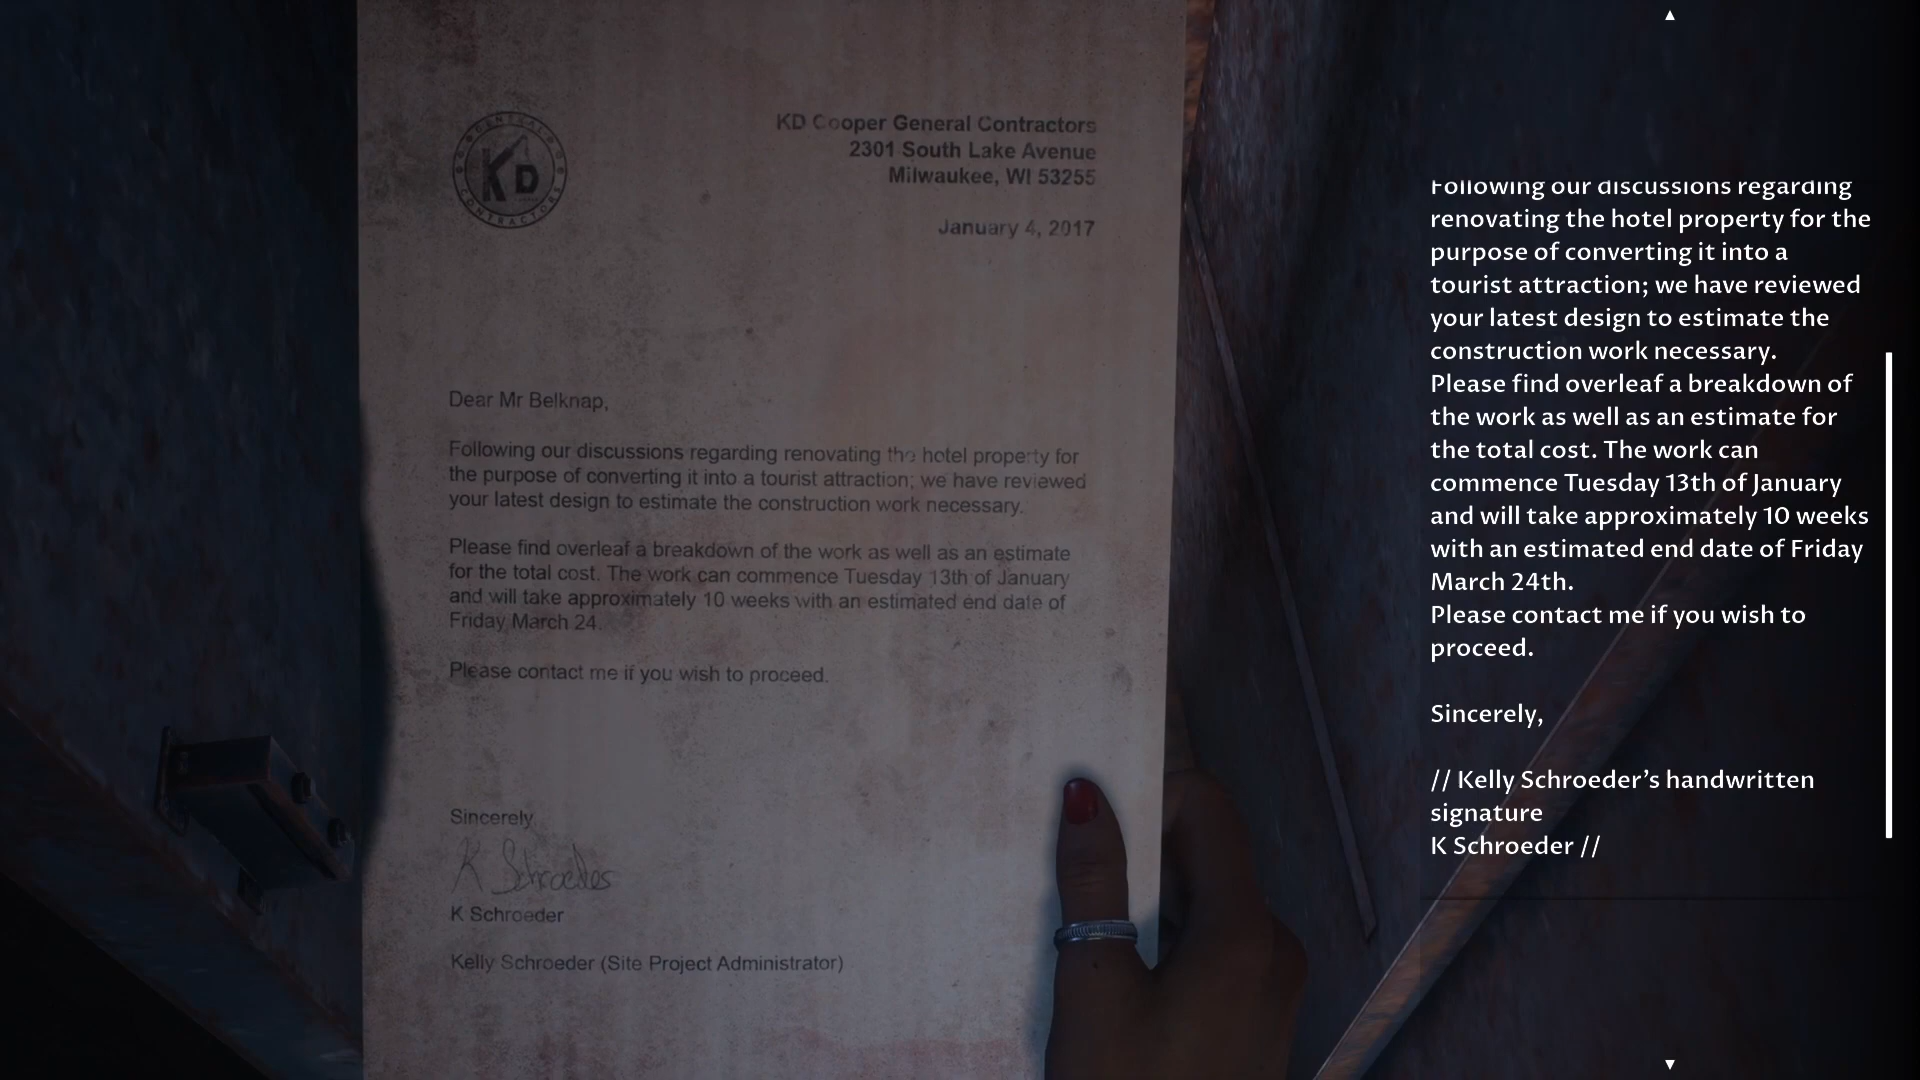 GENERAL
KD
CONTRACTORS
KD Cooper General Contractors
2301 South Lake Avenue
Milwaukee, WI 53255
January 4, 2017
Dear Mr Belknap,
Following our discussions regarding renovating the hotel property for
the purpose of converting it into a tourist attraction; we have reviewed
your latest design to estimate the construction work necessary.
Please find overleaf a breakdown of the work as well as an estimate
for the total cost. The work can commence Tuesday 13th of January
and will take approximately 10 weeks with an estimated end date of
Friday March 24.
Please contact me if you wish to proceed.
Sincerely
K Schroeder
K Schroeder
Kelly Schroeder (Site Project Administrator)
Following our discussions regarding
renovating the hotel property for the
purpose of converting it into a
tourist attraction; we have reviewed
your latest design to estimate the
construction work necessary.
Please find overleaf a breakdown of
the work as well as an estimate for
the total cost. The work can
commence Tuesday 13th of January
and will take approximately 10 weeks
with an estimated end date of Friday
March 24th.
Please contact me if you wish to
proceed.
Sincerely,
// Kelly Schroeder’s handwritten
signature
K Schroeder //